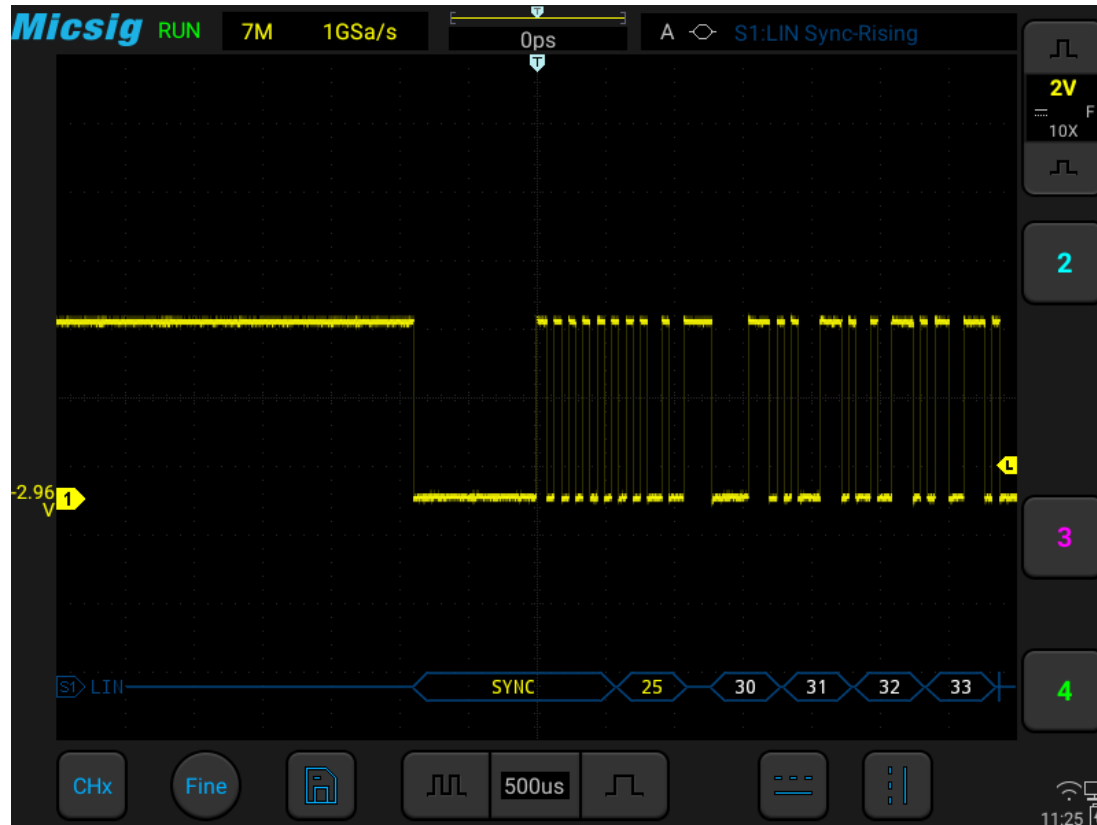 Micsig RUN 7M 1GSa/s 0ps A S1:LIN Sync-Rising
T
T
2V
F
10X
2
L
-2.96 V 1
3
S1 LIN SYNC 25 30 31 32 33
4
CHx Fine 500us
11:25